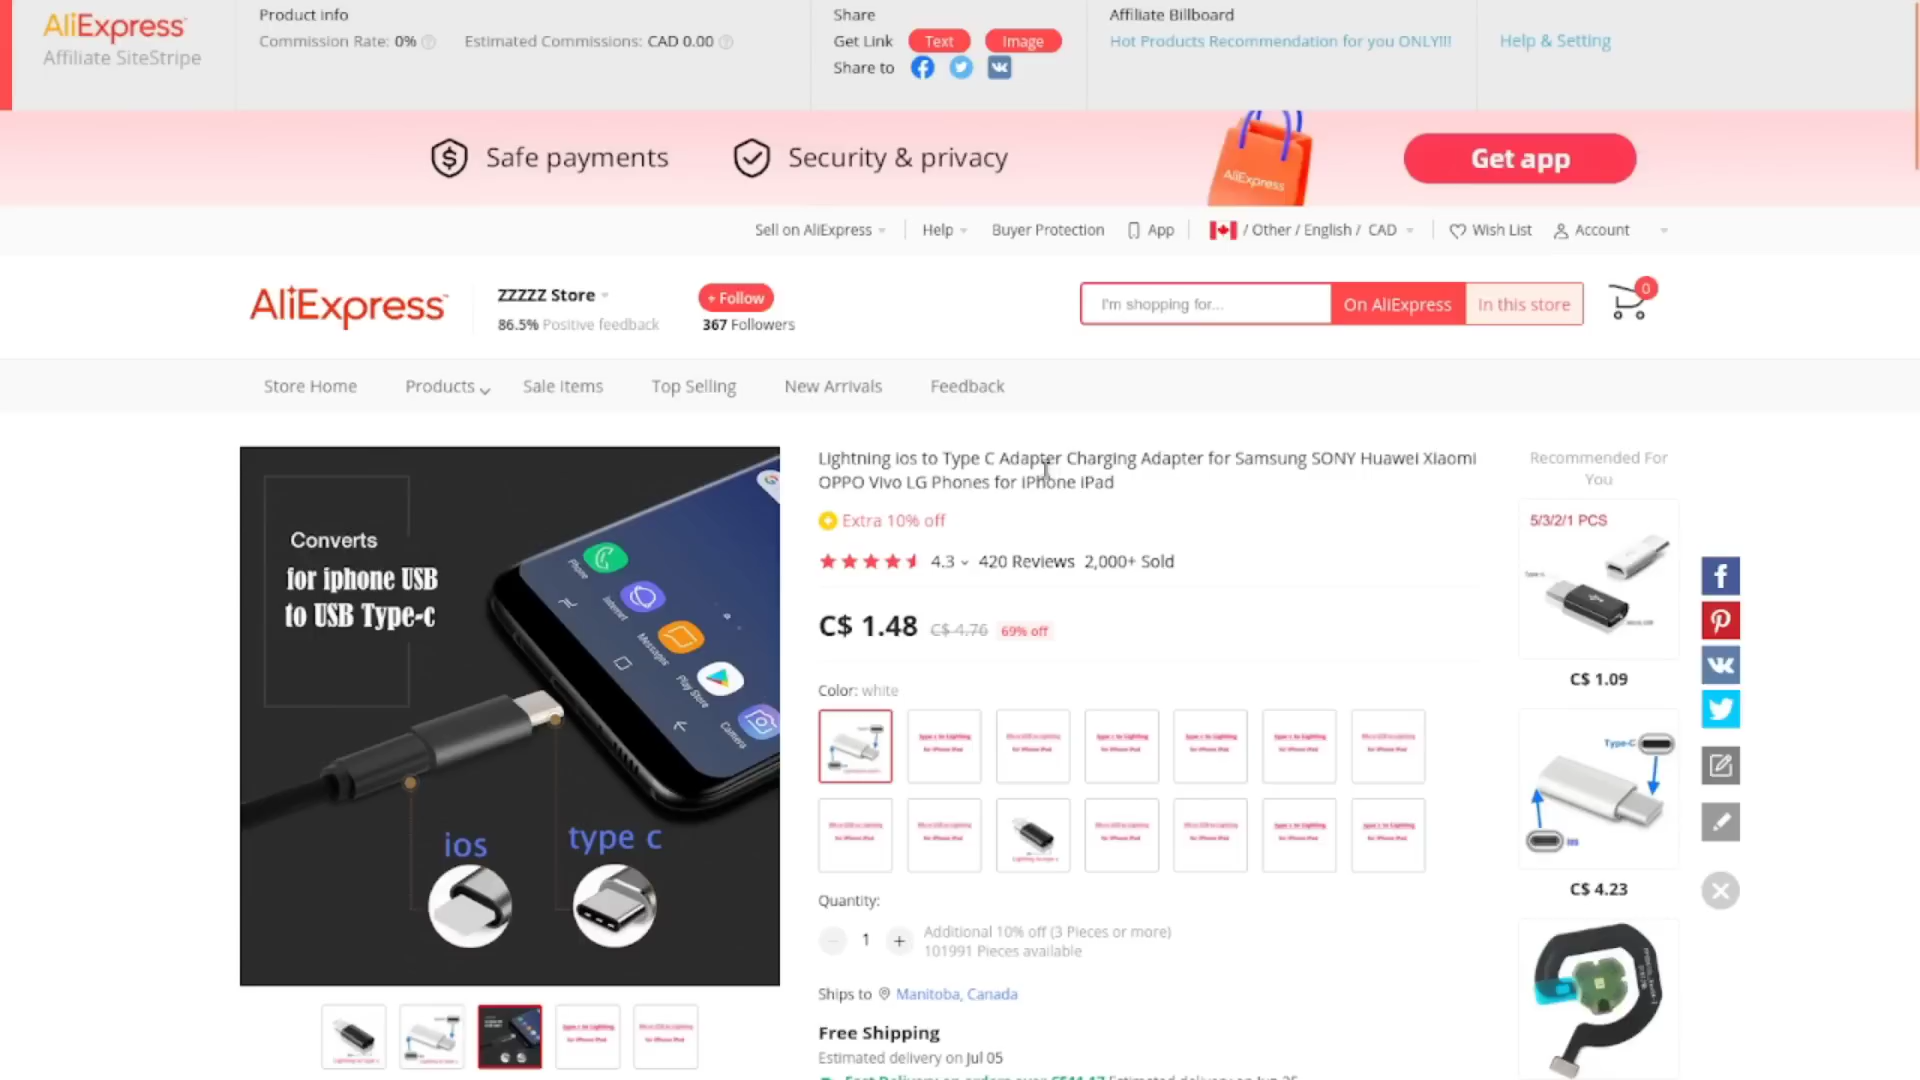 AliExpress
Affiliate SiteStripe
Product info
Commission Rate: 0%
Estimated Commissions: CAD 0.00
Share
Get Link Text Image
Share to
Affiliate Billboard
Hot Products Recommendation for you ONLY!!!
Help & Setting
Safe payments
Security & privacy
AliExpress
Get app
Sell on AliExpress
Help
Buyer Protection
App
/ Other / English / CAD
Wish List
Account
AliExpress
ZZZZZ Store
86.5% Positive feedback
+ Follow
367 Followers
I'm shopping for...
On AliExpress
In this store
0
Store Home
Products
Sale Items
Top Selling
New Arrivals
Feedback
Converts
for iphone USB
to USB Type-c
Phone
Internet
Messages
Play Store
Camera
ios
type c
Lightning ios to Type C Adapter Charging Adapter for Samsung SONY Huawei Xiaomi
OPPO Vivo LG Phones for iPhone iPad
Extra 10% off
4.3 420 Reviews 2,000+ Sold
C$ 1.48 C$ 4.76 69% off
Color: white
Quantity:
1
Additional 10% off (3 Pieces or more)
101991 Pieces available
Ships to Manitoba, Canada
Free Shipping
Estimated delivery on Jul 05
Recommended For
You
5/3/2/1 PCS
C$ 1.09
Type-C
ios
C$ 4.23